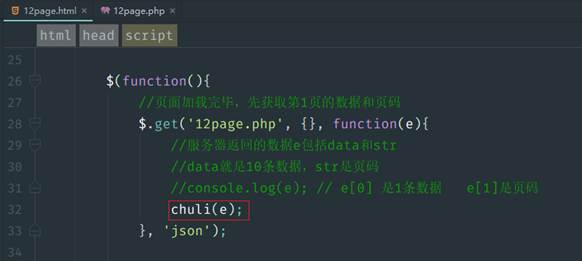 12page.html × 12page.php ×
html head script
25
26 $(function(){
27 //页面加载完毕，先获取第1页的数据和页码
28 $.get('12page.php', {}, function(e){
29 //服务器返回的数据e包括data和str
30 //data就是10条数据，str是页码
31 //console.log(e); // e[0] 是1条数据 e[1]是页码
32 chuli(e);
33 }, 'json');
34